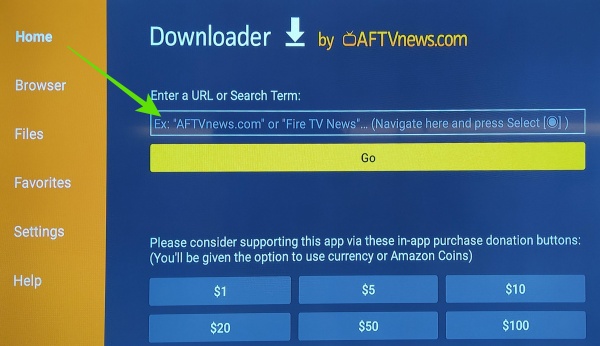 Home
Browser
Files
Favorites
Settings
Help
Downloader by AFTVnews.com
Enter a URL or Search Term:
Ex: "AFTVnews.com" or "Fire TV News"... (Navigate here and press Select [◉] )
Go
Please consider supporting this app via these in-app purchase donation buttons:
(You'll be given the option to use currency or Amazon Coins)
$1 $5 $10
$20 $50 $100